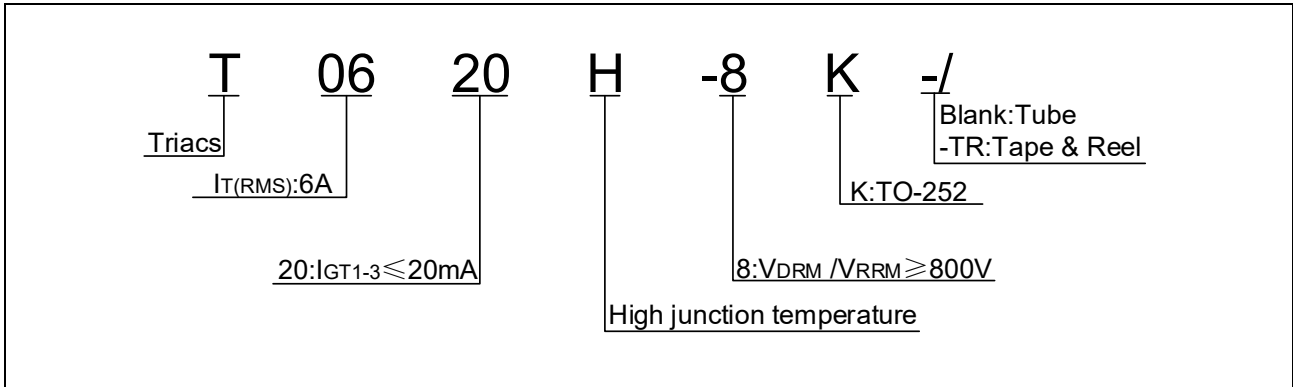 T 06 20 H -8 K -/
Blank:Tube
Triacs
-TR:Tape & Reel
IT(RMS):6A
K:TO-252
20:IGT1-3≤20mA
8:VDRM /VRRM≥800V
High junction temperature